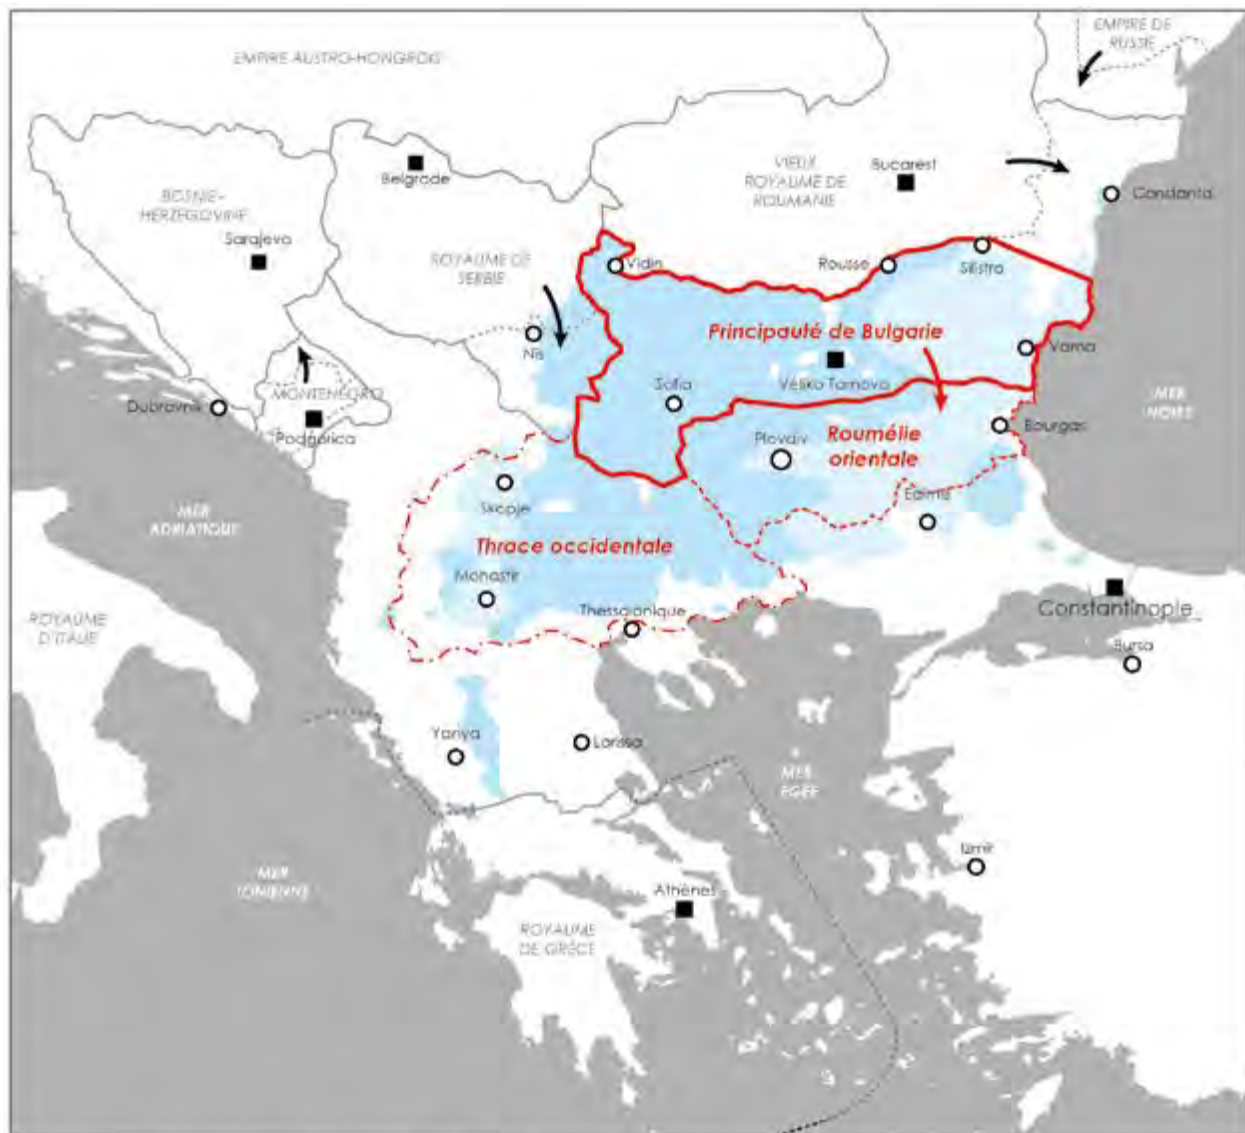 EMPIRE DE
RUSSIE
EMPIRE AUSTRO-HONGROIS
Belgrade
VIEUX
ROYAUME DE
ROUMANIE
Bucarest
Constanta
BOSNIE-
HERZEGOVINE
Sarajevo
ROYAUME DE
SERBIE
Vidin
Rousse
Silistra
Nis
Principauté de Bulgarie
Varna
Sofia
Veliko Tarnovo
MONTENEGRO
Dubrovnik
Podgorica
MER
NOIRE
Plovdiv
Roumélie
orientale
Bourgas
Skopje
Edirne
MER
ADRIATIQUE
Thrace occidentale
Monastir
Thessalonique
Constantinople
ROYAUME
D'ITALIE
Bursa
Yanya
Larissa
MER
EGEE
MER
IONIENNE
Izmir
Athènes
ROYAUME
DE GRÈCE